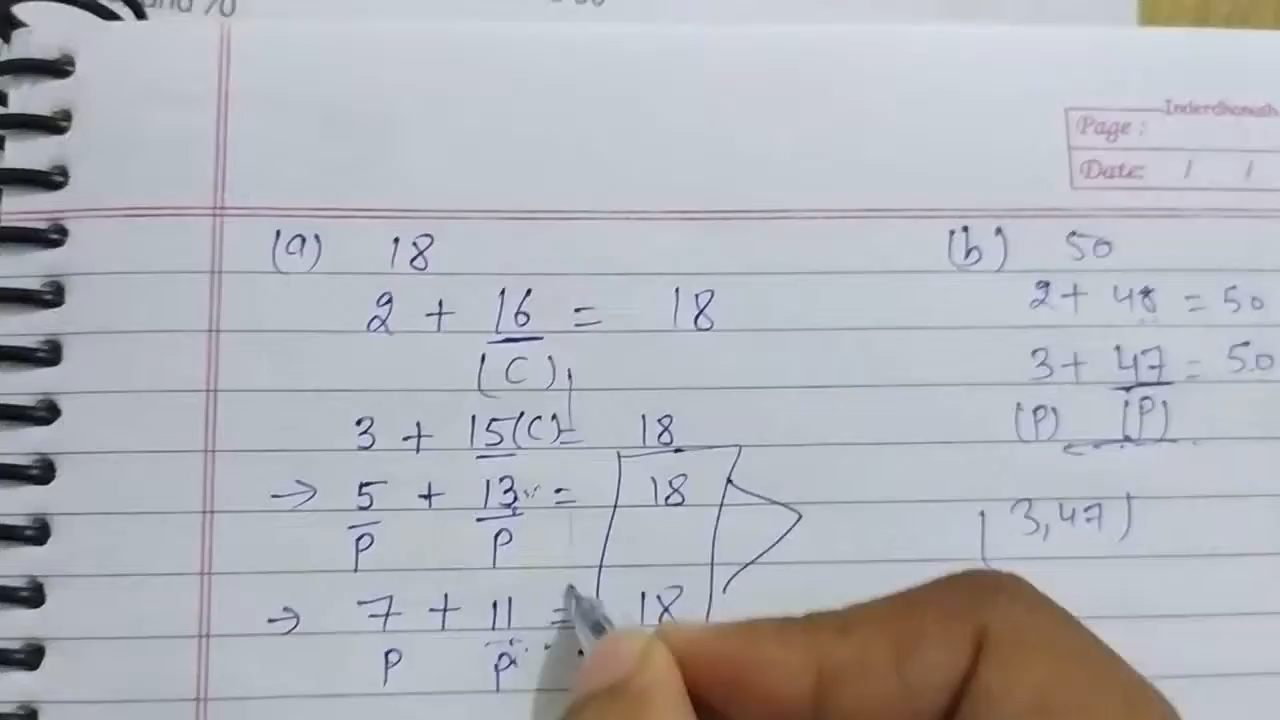 Inderdhanush
Page :
Date: / /
(a) 18
2 + 16 = 18
(C)
3 + 15(C) = 18
→ 5 + 13 = 18
P P
→ 7 + 11 = 18
P P
(b) 50
2 + 48 = 50
3 + 47 = 50
(P) (P)
(3,47)